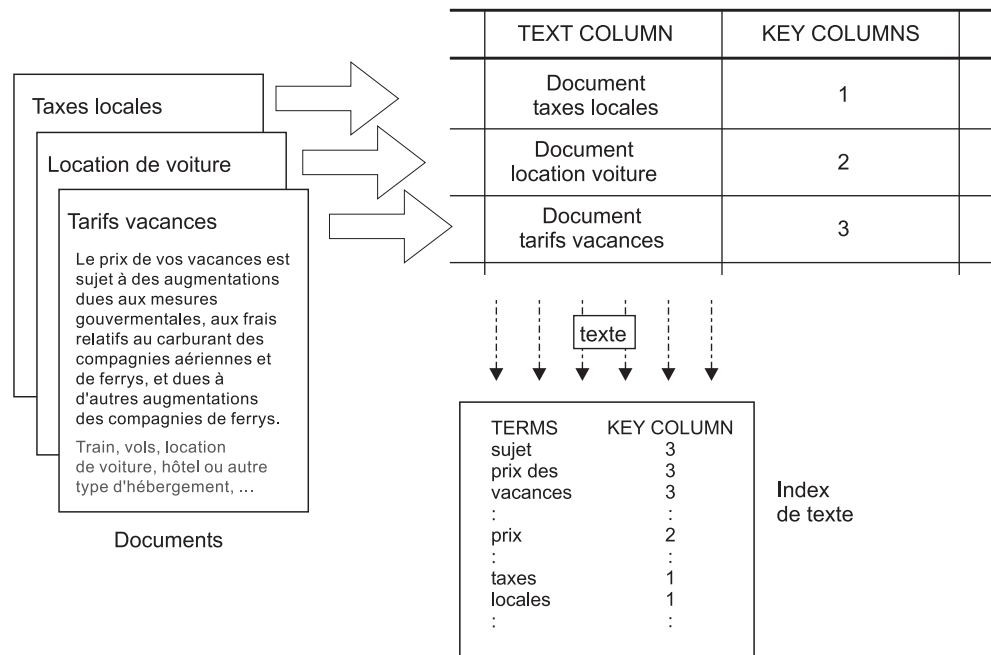 Taxes locales
Location de voiture
Tarifs vacances
Le prix de vos vacances est
sujet à des augmentations
dues aux mesures
gouvermentales, aux frais
relatifs au carburant des
compagnies aériennes et
de ferrys, et dues à
d'autres augmentations
des compagnies de ferrys.
Train, vols, location
de voiture, hôtel ou autre
type d'hébergement, ...
Documents
TEXT COLUMN KEY COLUMNS
Document
taxes locales
1
Document
location voiture
2
Document
tarifs vacances
3
texte
TERMS KEY COLUMN
sujet 3
prix des 3
vacances 3
: :
prix 2
: :
taxes 1
locales 1
: :
Index
de texte